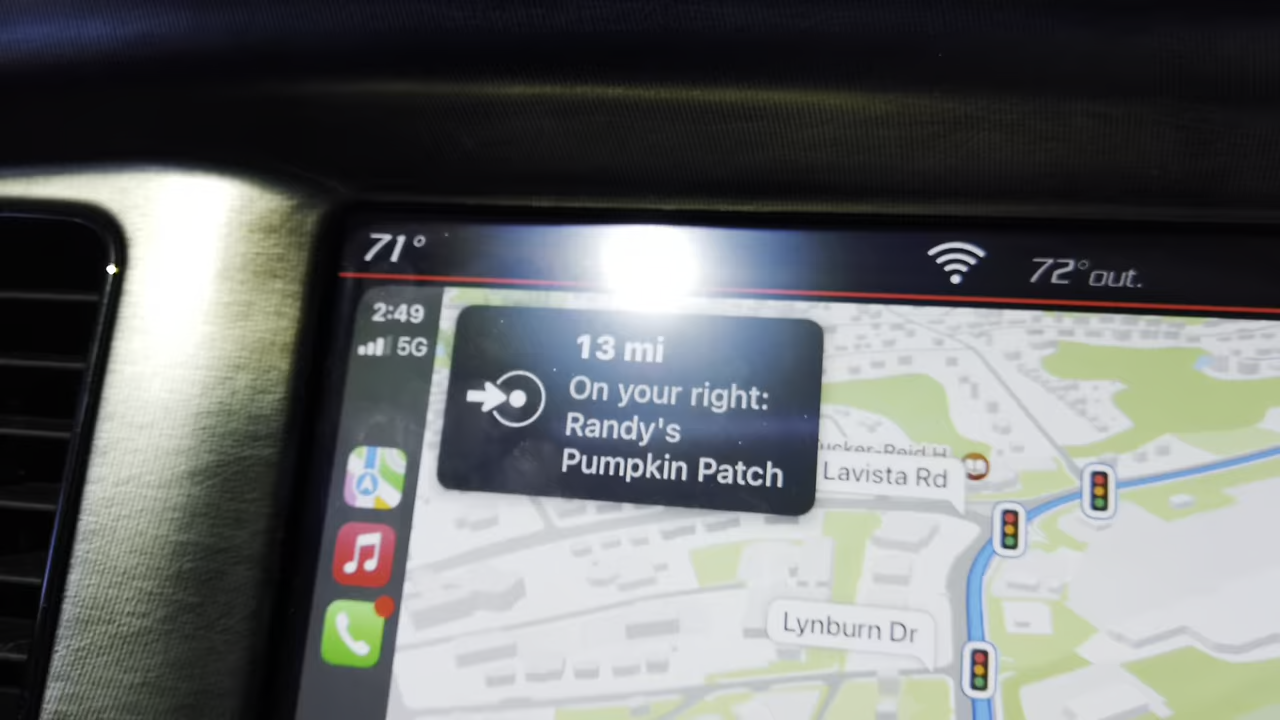 71°
72° out.
2:49
5G
13 mi
On your right:
Randy's
Pumpkin Patch
Lavista Rd
Lynburn Dr